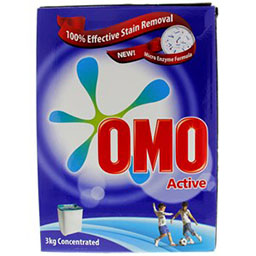 100% Effective Stain Removal
NEW!
Micro Enzyme Formula
OMO
Active
3kg Concentrated